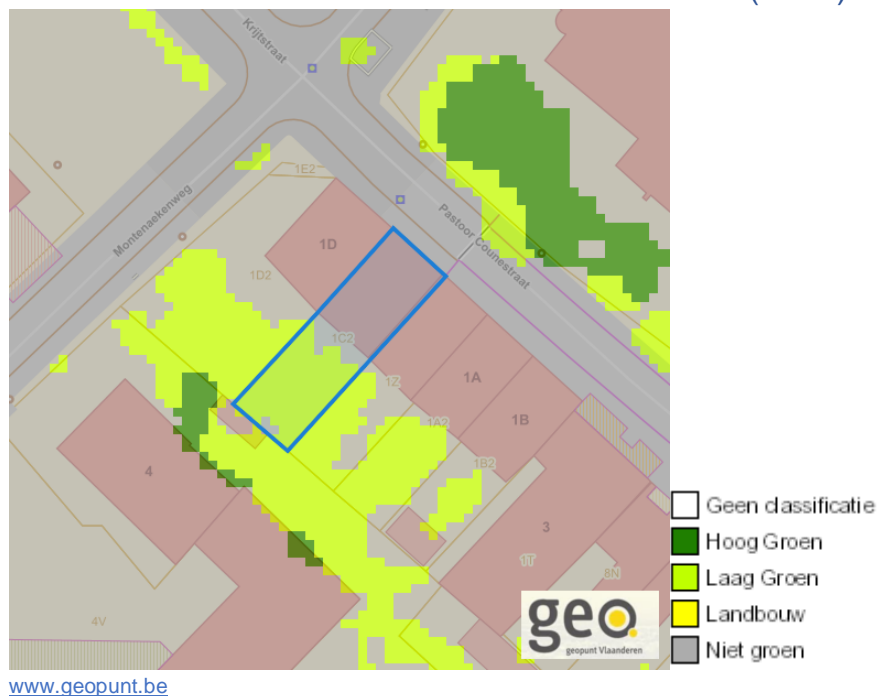 Krijtstraat
1E2
Montenaekenweg
Pastoor Counestraat
1D
1D2
1C2
1Z
1A
1A2
1B
1B2
4
3
1T
8N
4V
geo
geopunt Vlaanderen
Geen classificatie
Hoog Groen
Laag Groen
Landbouw
Niet groen
www.geopunt.be